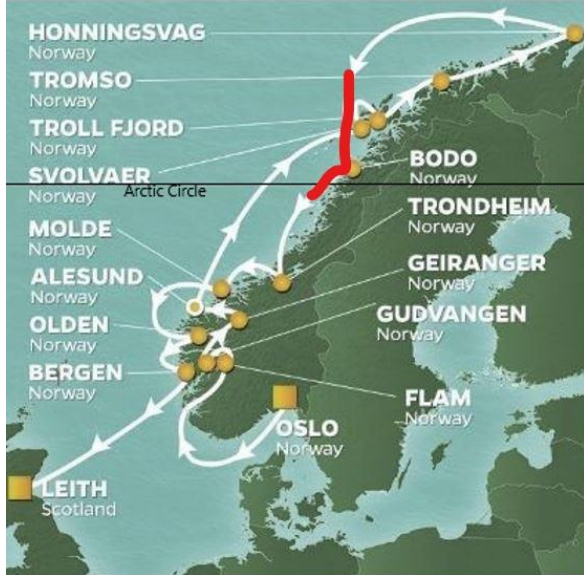 HONNINGSVAG
Norway
TROMSO
Norway
TROLL FJORD
Norway
SVOLVAER
Norway
Arctic Circle
BODO
Norway
TRONDHEIM
Norway
MOLDE
Norway
GEIRANGER
Norway
ALESUND
Norway
GUDVANGEN
Norway
OLDEN
Norway
BERGEN
Norway
FLAM
Norway
OSLO
Norway
LEITH
Scotland